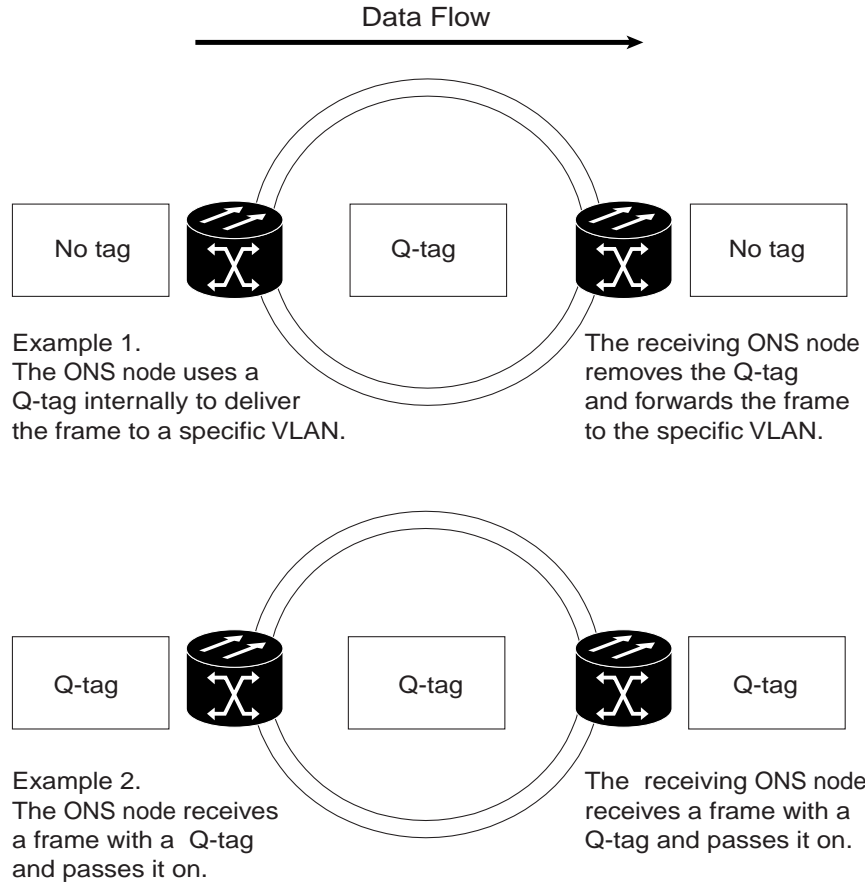 Data Flow
No tag
Q-tag
No tag
Example 1.
The ONS node uses a
Q-tag internally to deliver
the frame to a specific VLAN.
The receiving ONS node
removes the Q-tag
and forwards the frame
to the specific VLAN.
Q-tag
Q-tag
Q-tag
Example 2.
The ONS node receives
a frame with a Q-tag
and passes it on.
The receiving ONS node
receives a frame with a
Q-tag and passes it on.